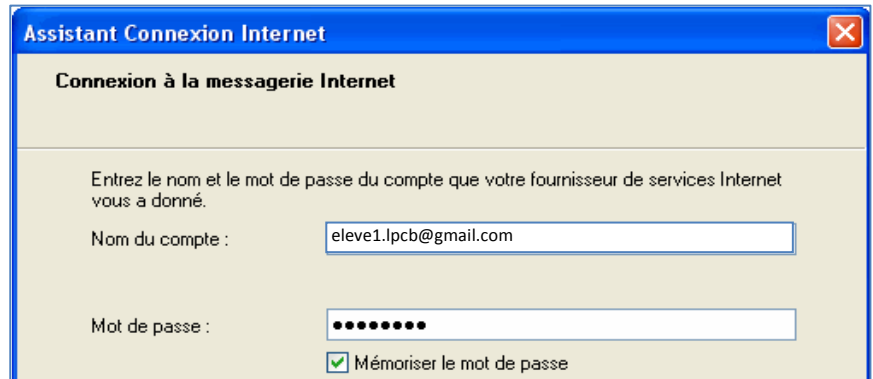 Assistant Connexion Internet
Connexion à la messagerie Internet
Entrez le nom et le mot de passe du compte que votre fournisseur de services Internet
vous a donné.
Nom du compte : eleve1.lpcb@gmail.com
Mot de passe : ●●●●●●●●
Mémoriser le mot de passe